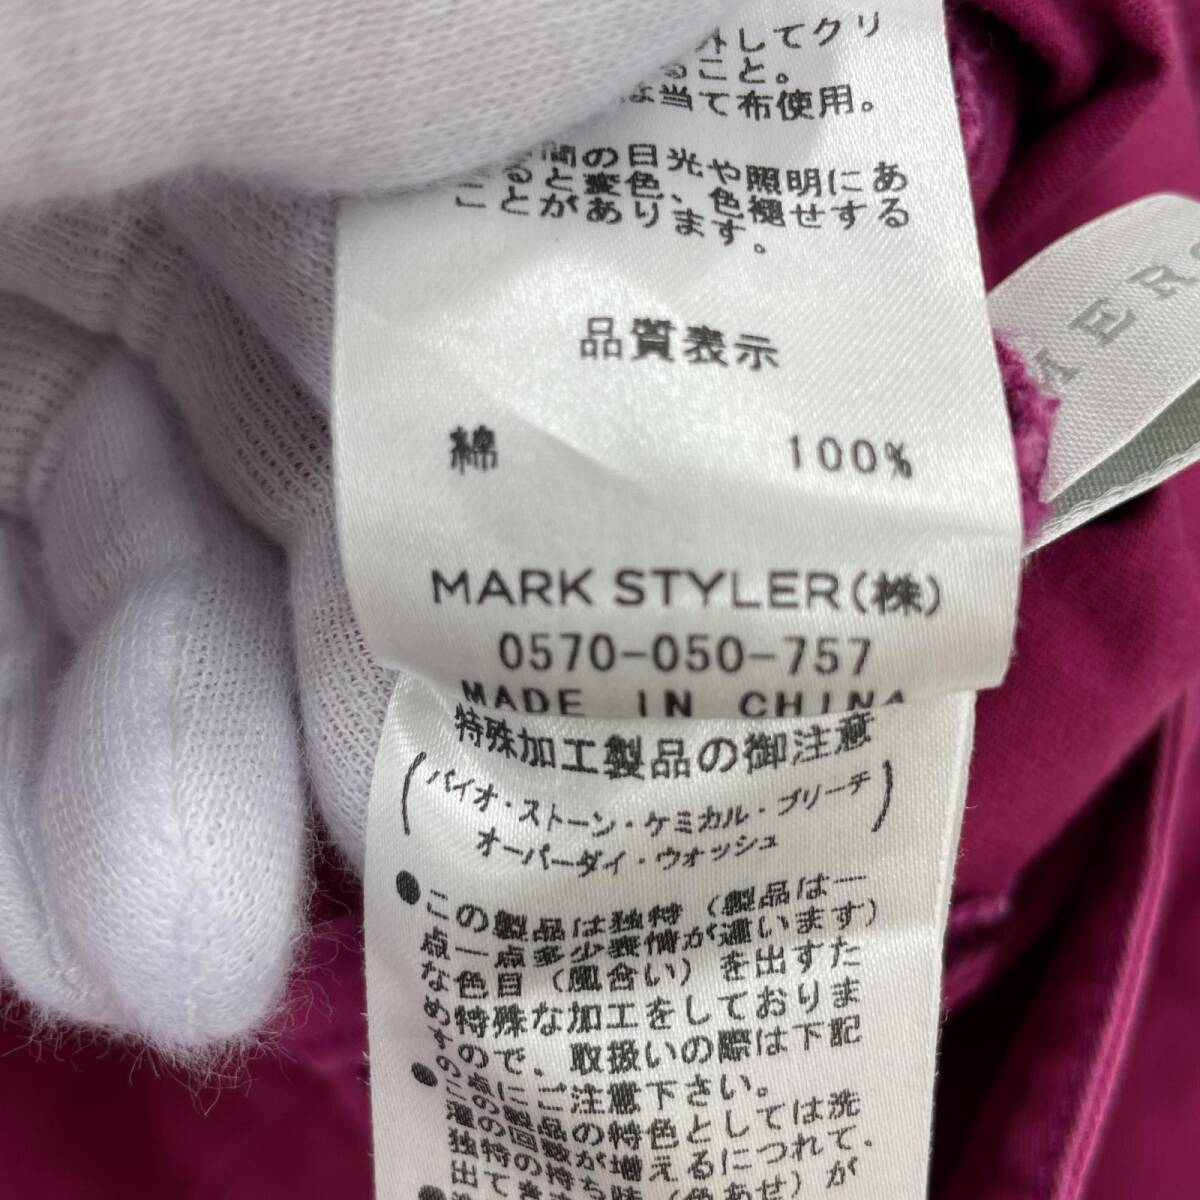 外してクリ
ること。
は当て布使用。
間の日光や照明にあ
ると変色、色褪せする
ことがあります。
品質表示
綿 100%
MARK STYLER(株)
0570-050-757
MADE IN CHINA
MER
特殊加工製品の御注意
(バイオ・ストーン・ケミカル・ブリーチ
オーバーダイ・ウォッシュ)
●この製品は独特(製品は一
点一点多少表情が違います)
な色目(風合い)を出すた
め特殊な加工をしておりま
すので、取扱いの際は下記
の点にご注意下さい。
●この製品の特色としては洗
濯の回数が増えるにつれて、
独特の持ち味(色あせ)が
出てきま